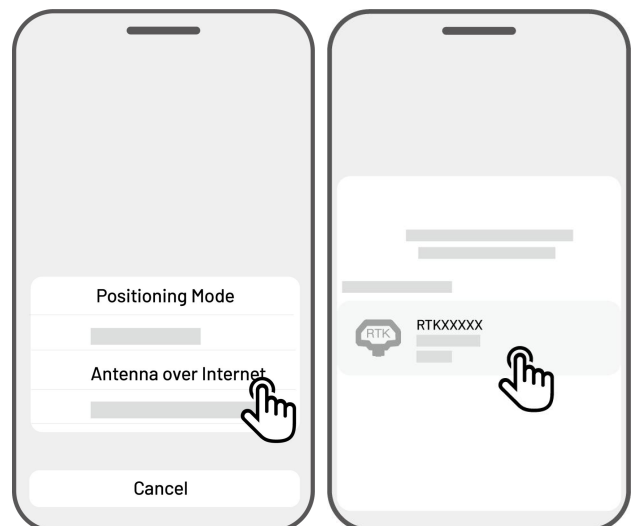 Positioning Mode
Antenna over Internet
Cancel
RTK
RTKXXXXX